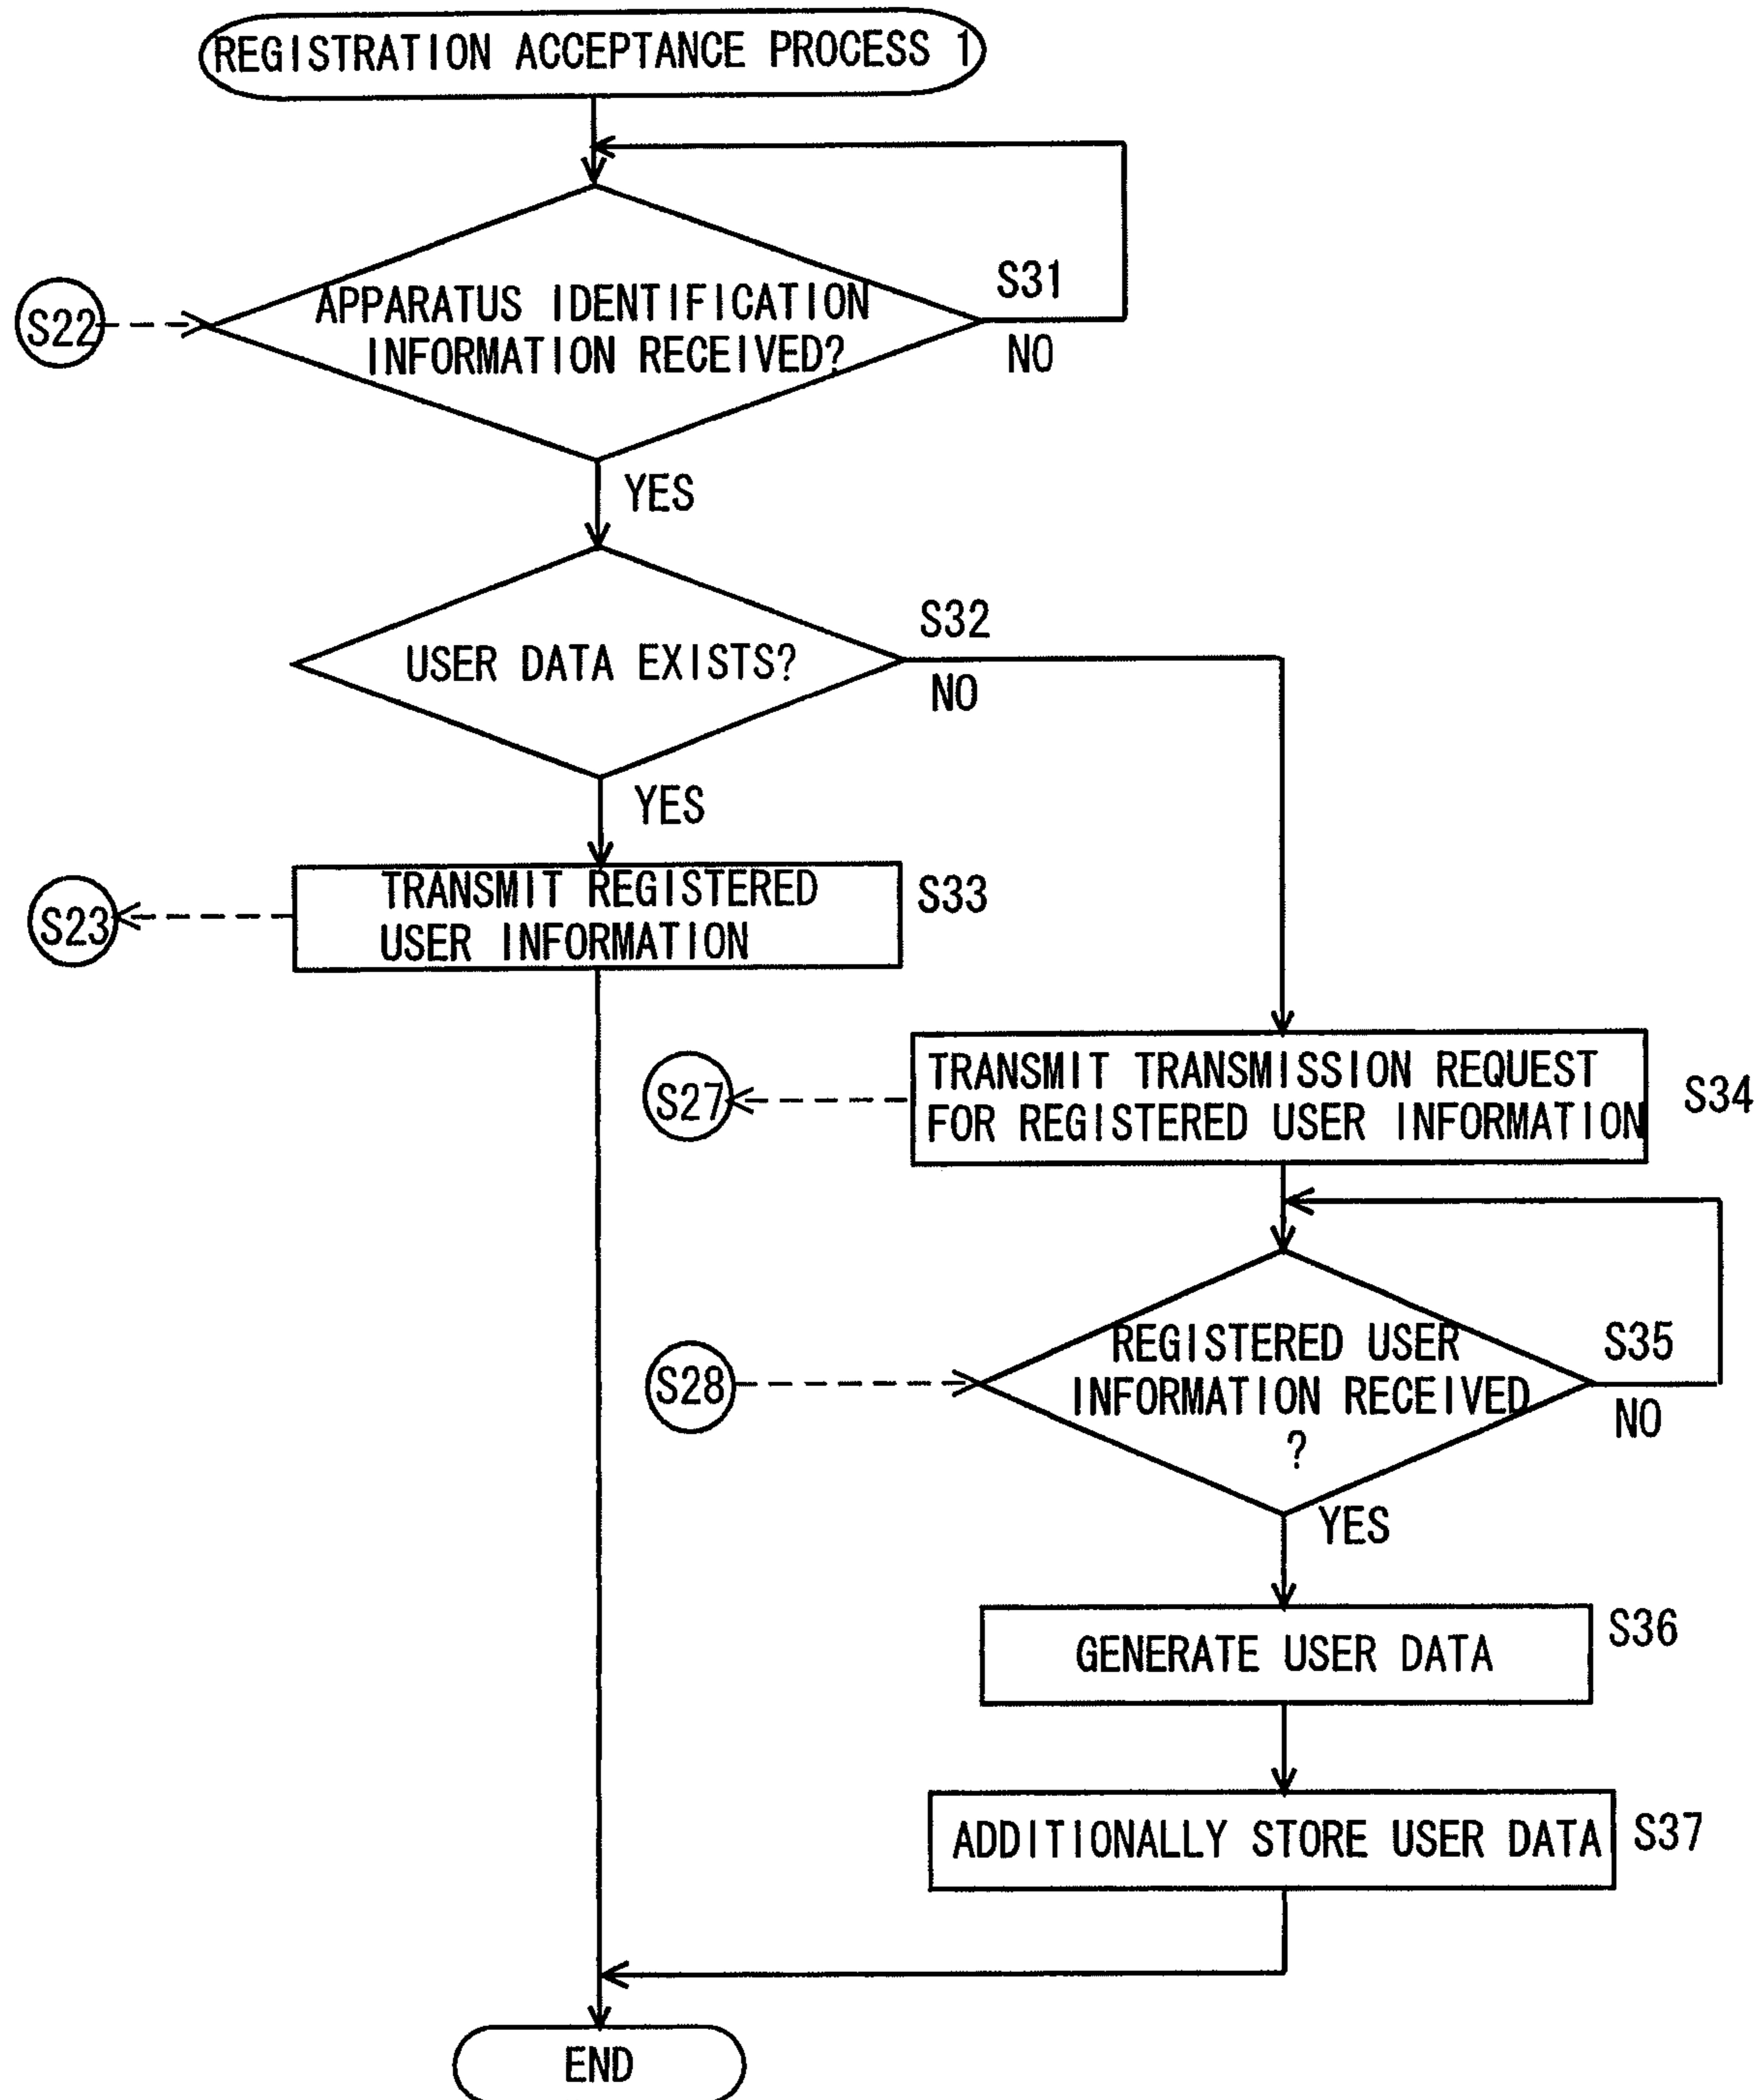 REGISTRATION ACCEPTANCE PROCESS 1
S31
S22
APPARATUS IDENTIFICATION
INFORMATION RECEIVED?
NO
YES
S32
USER DATA EXISTS?
NO
YES
TRANSMIT REGISTERED
USER INFORMATION
S33
S23
TRANSMIT TRANSMISSION REQUEST
FOR REGISTERED USER INFORMATION
S34
S27
REGISTERED USER
INFORMATION RECEIVED
?
S35
S28
NO
YES
GENERATE USER DATA
S36
ADDITIONALLY STORE USER DATA
S37
END